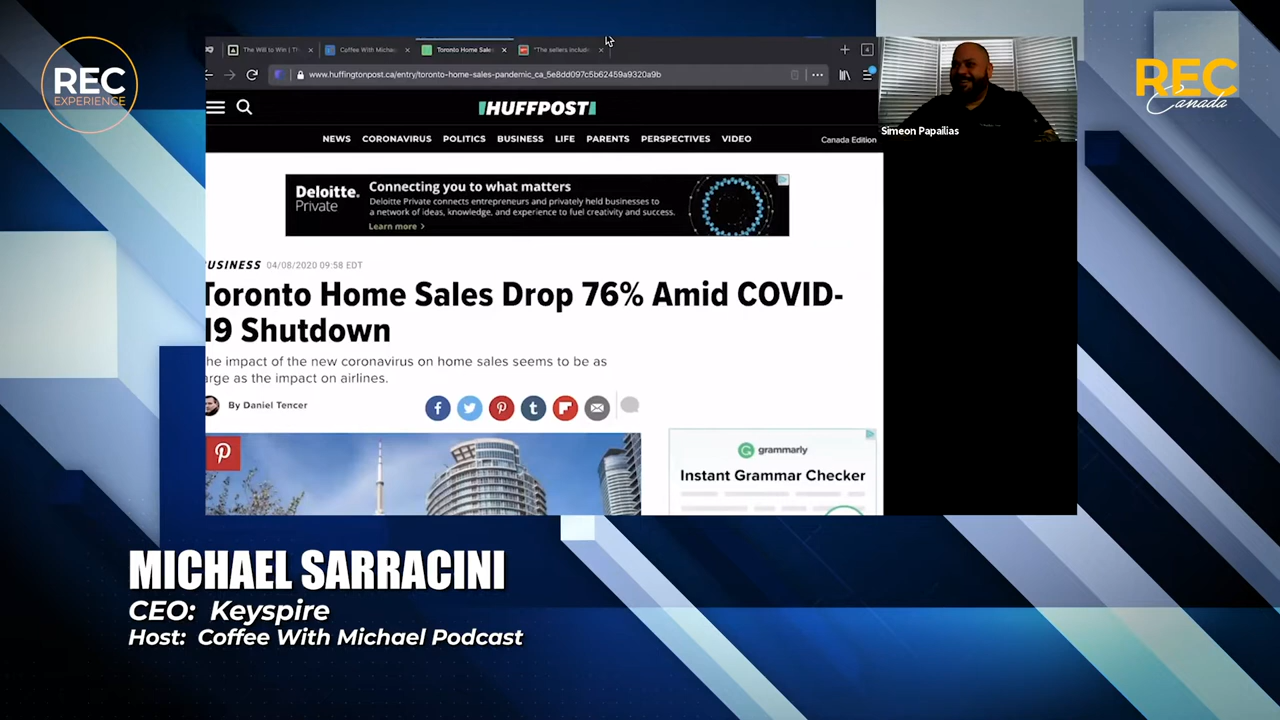 REC
EXPERIENCE
The Will to Win | T
Coffee With Michae
Toronto Home Sale
"The sellers includ
www.huffingtonpost.ca/entry/toronto-home-sales-pandemic_ca_5e8dd097c5b62459a9320a9b
HUFFPOST
NEWS CORONAVIRUS POLITICS BUSINESS LIFE PARENTS PERSPECTIVES VIDEO
Canada Edition
Deloitte.
Private
Connecting you to what matters
Deloitte Private connects entrepreneurs and privately held businesses to
a network of ideas, knowledge, and experience to fuel creativity and success.
Learn more >
USINESS 04/08/2020 09:58 EDT
Toronto Home Sales Drop 76% Amid COVID-
19 Shutdown
he impact of the new coronavirus on home sales seems to be as
arge as the impact on airlines.
By Daniel Tencer
grammarly
Instant Grammar Checker
Simeon Papailias
REC
Canada
MICHAEL SARRACINI
CEO: Keyspire
Host: Coffee With Michael Podcast